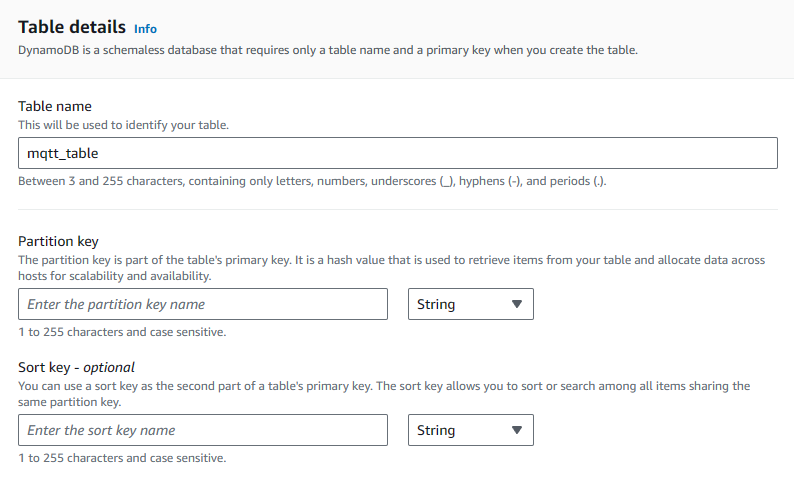 Table details Info
DynamoDB is a schemaless database that requires only a table name and a primary key when you create the table.
Table name
This will be used to identify your table.
mqtt_table
Between 3 and 255 characters, containing only letters, numbers, underscores (_), hyphens (-), and periods (.).
Partition key
The partition key is part of the table's primary key. It is a hash value that is used to retrieve items from your table and allocate data across
hosts for scalability and availability.
Enter the partition key name String
1 to 255 characters and case sensitive.
Sort key - optional
You can use a sort key as the second part of a table's primary key. The sort key allows you to sort or search among all items sharing the
same partition key.
Enter the sort key name String
1 to 255 characters and case sensitive.